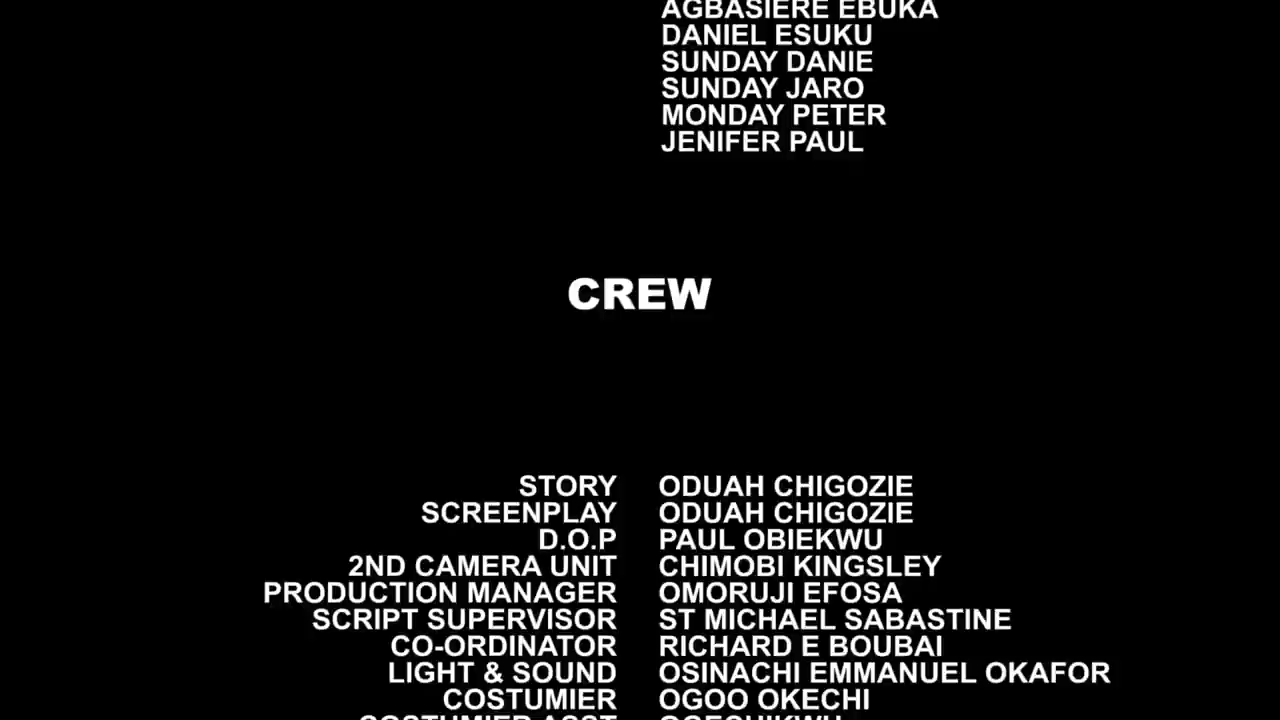 AGBASIERE EBUKA
DANIEL ESUKU
SUNDAY DANIE
SUNDAY JARO
MONDAY PETER
JENIFER PAUL
CREW
STORY ODUAH CHIGOZIE
SCREENPLAY ODUAH CHIGOZIE
D.O.P PAUL OBIEKWU
2ND CAMERA UNIT CHIMOBI KINGSLEY
PRODUCTION MANAGER OMORUJI EFOSA
SCRIPT SUPERVISOR ST MICHAEL SABASTINE
CO-ORDINATOR RICHARD E BOUBAI
LIGHT & SOUND OSINACHI EMMANUEL OKAFOR
COSTUMIER OGOO OKECHI
COSTUMIER ASST